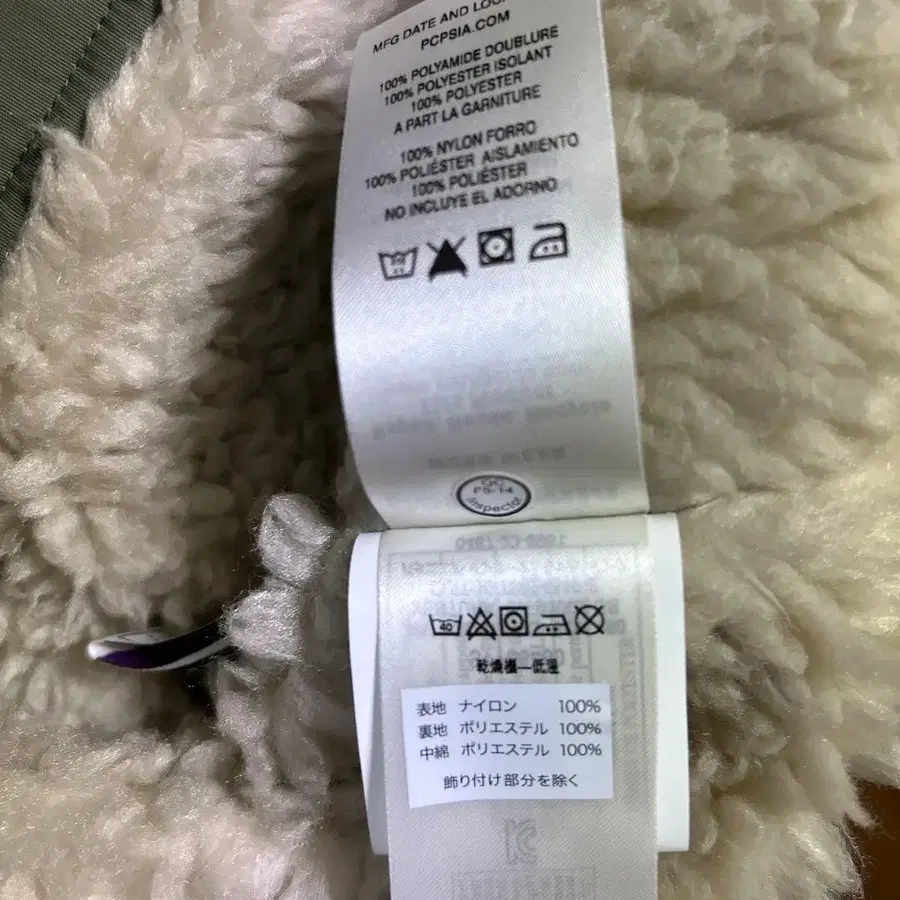 MFG DATE AND
PCPSIA.COM
100% POLYAMIDE DOUBLURE
100% POLYESTER ISOLANT
100% POLYESTER
A PART LA GARNITURE
100% NYLON FORRO
100% POLIÉSTER AISLAMIENTO
100% POLIÉSTER
NO INCLUYE EL ADORNO
QC
PS-14
Inspector
40
乾燥機—低温
表地 ナイロン 100%
裏地 ポリエステル 100%
中綿 ポリエステル 100%
飾り付け部分を除く